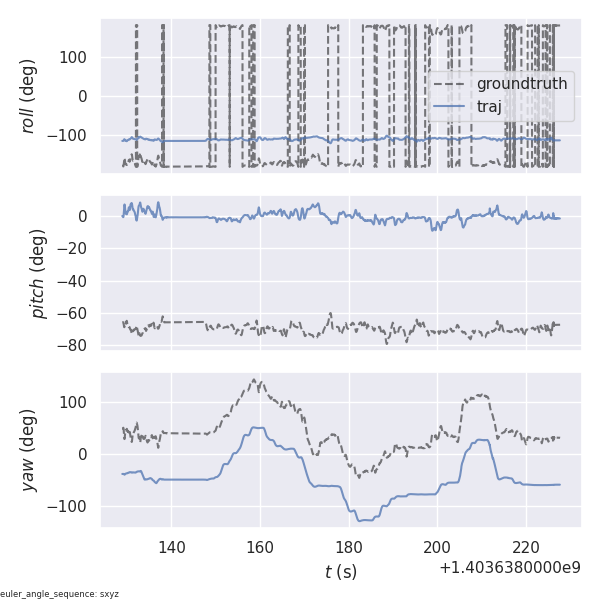 roll (deg)
100
0
−100
groundtruth
traj
pitch (deg)
0
−20
−40
−60
−80
yaw (deg)
100
0
−100
140
160
180
200
220
t (s)
+1.4036380000e9
euler_angle_sequence: sxyz